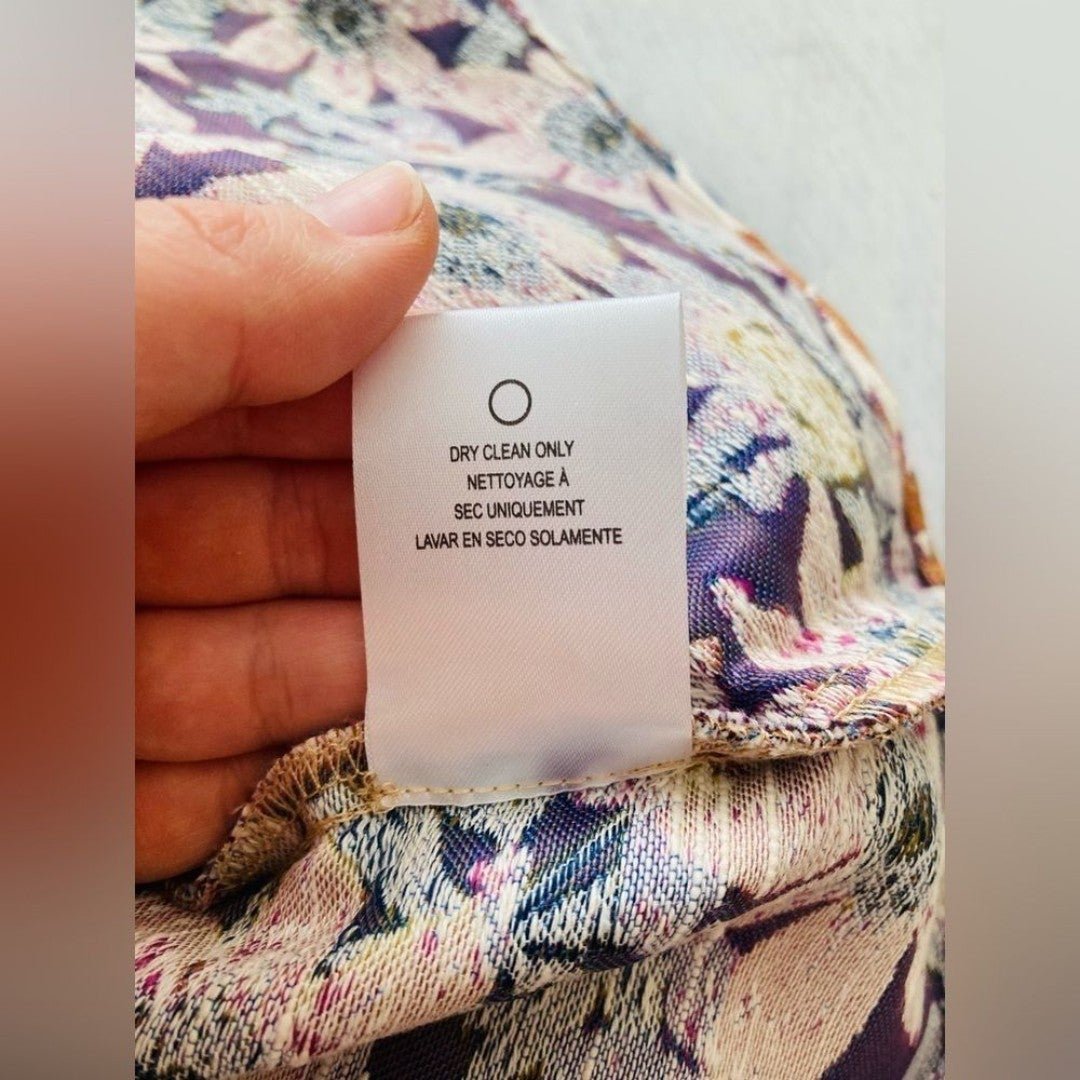 DRY CLEAN ONLY
NETTOYAGE À
SEC UNIQUEMENT
LAVAR EN SECO SOLAMENTE